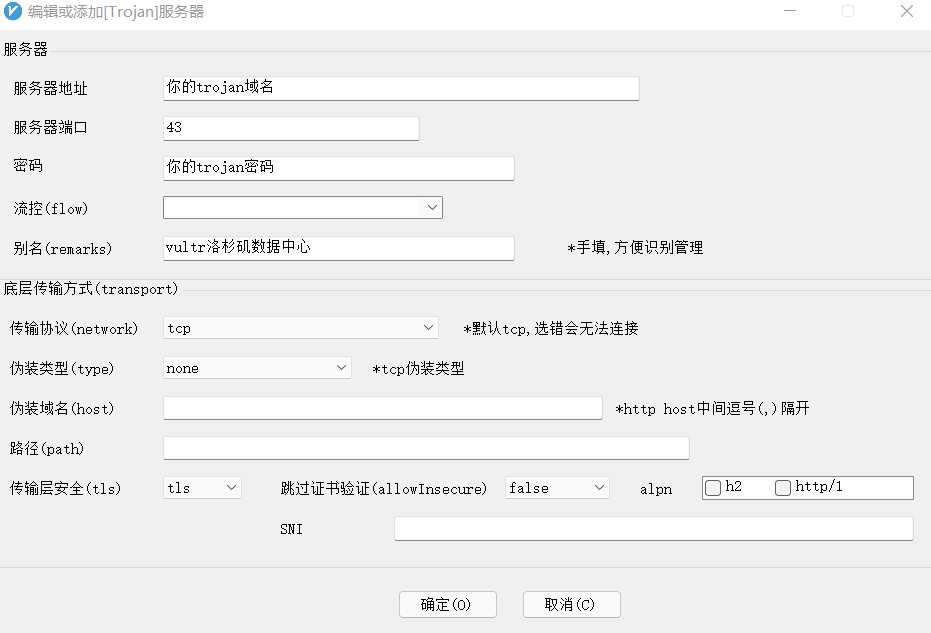 编辑或添加[Trojan]服务器
服务器
服务器地址 你的trojan域名
服务器端口 43
密码 你的trojan密码
流控(flow)
别名(remarks) vultr洛杉矶数据中心 *手填,方便识别管理
底层传输方式(transport)
传输协议(network) tcp *默认tcp,选错会无法连接
伪装类型(type) none *tcp伪装类型
伪装域名(host) *http host中间逗号(,)隔开
路径(path)
传输层安全(tls) tls 跳过证书验证(allowInsecure) false alpn h2 http/1
SNI
确定(O) 取消(C)